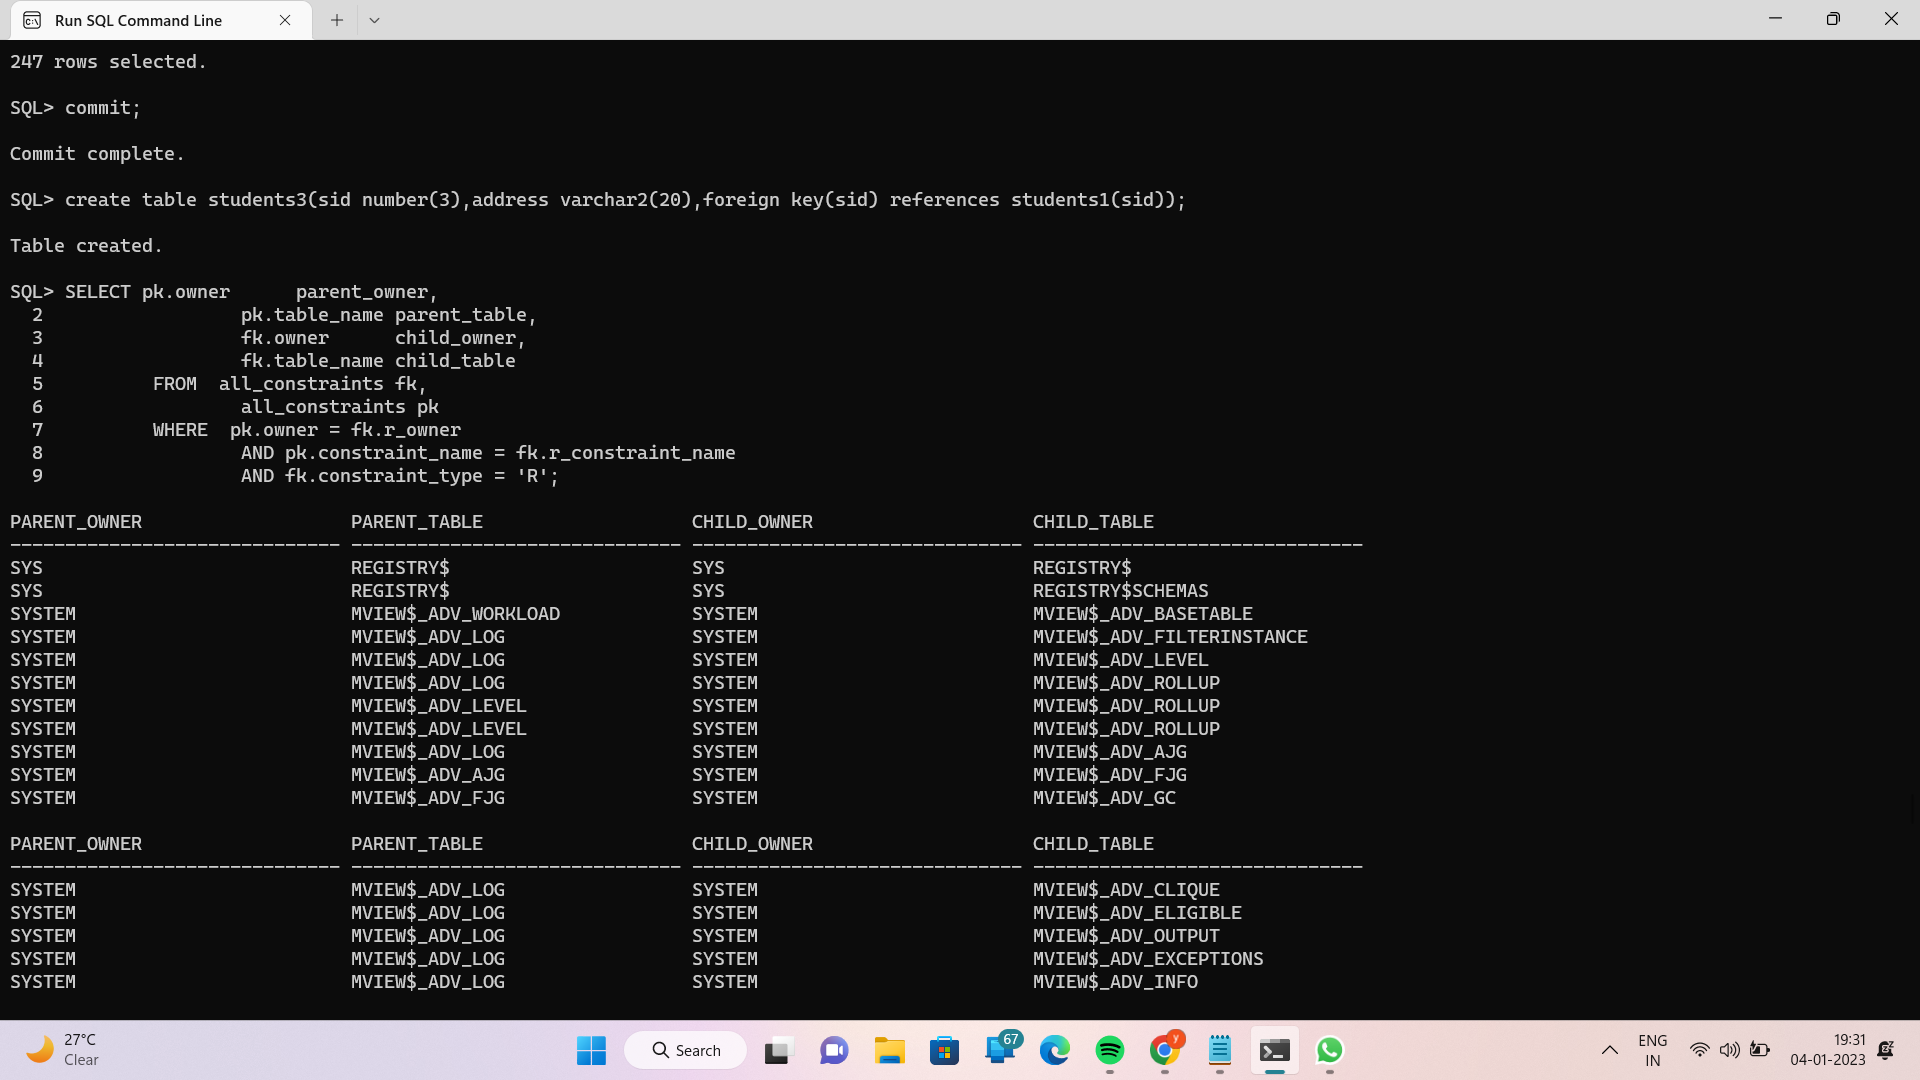 Run SQL Command Line
247 rows selected.
SQL> commit;
Commit complete.
SQL> create table students3(sid number(3),address varchar2(20),foreign key(sid) references students1(sid));
Table created.
SQL> SELECT pk.owner      parent_owner,
  2                  pk.table_name parent_table,
  3                  fk.owner      child_owner,
  4                  fk.table_name child_table
  5          FROM  all_constraints fk,
  6                  all_constraints pk
  7          WHERE  pk.owner = fk.r_owner
  8                  AND pk.constraint_name = fk.r_constraint_name
  9                  AND fk.constraint_type = 'R';
PARENT_OWNER                   PARENT_TABLE                   CHILD_OWNER                    CHILD_TABLE
------------------------------ ------------------------------ ------------------------------ ------------------------------
SYS                            REGISTRY$                      SYS                            REGISTRY$
SYS                            REGISTRY$                      SYS                            REGISTRY$SCHEMAS
SYSTEM                         MVIEW$_ADV_WORKLOAD            SYSTEM                         MVIEW$_ADV_BASETABLE
SYSTEM                         MVIEW$_ADV_LOG                 SYSTEM                         MVIEW$_ADV_FILTERINSTANCE
SYSTEM                         MVIEW$_ADV_LOG                 SYSTEM                         MVIEW$_ADV_LEVEL
SYSTEM                         MVIEW$_ADV_LOG                 SYSTEM                         MVIEW$_ADV_ROLLUP
SYSTEM                         MVIEW$_ADV_LEVEL               SYSTEM                         MVIEW$_ADV_ROLLUP
SYSTEM                         MVIEW$_ADV_LEVEL               SYSTEM                         MVIEW$_ADV_ROLLUP
SYSTEM                         MVIEW$_ADV_LOG                 SYSTEM                         MVIEW$_ADV_AJG
SYSTEM                         MVIEW$_ADV_AJG                 SYSTEM                         MVIEW$_ADV_FJG
SYSTEM                         MVIEW$_ADV_FJG                 SYSTEM                         MVIEW$_ADV_GC
PARENT_OWNER                   PARENT_TABLE                   CHILD_OWNER                    CHILD_TABLE
------------------------------ ------------------------------ ------------------------------ ------------------------------
SYSTEM                         MVIEW$_ADV_LOG                 SYSTEM                         MVIEW$_ADV_CLIQUE
SYSTEM                         MVIEW$_ADV_LOG                 SYSTEM                         MVIEW$_ADV_ELIGIBLE
SYSTEM                         MVIEW$_ADV_LOG                 SYSTEM                         MVIEW$_ADV_OUTPUT
SYSTEM                         MVIEW$_ADV_LOG                 SYSTEM                         MVIEW$_ADV_EXCEPTIONS
SYSTEM                         MVIEW$_ADV_LOG                 SYSTEM                         MVIEW$_ADV_INFO
27°C
Clear
Search
67
y
ENG
IN
19:31
04-01-2023